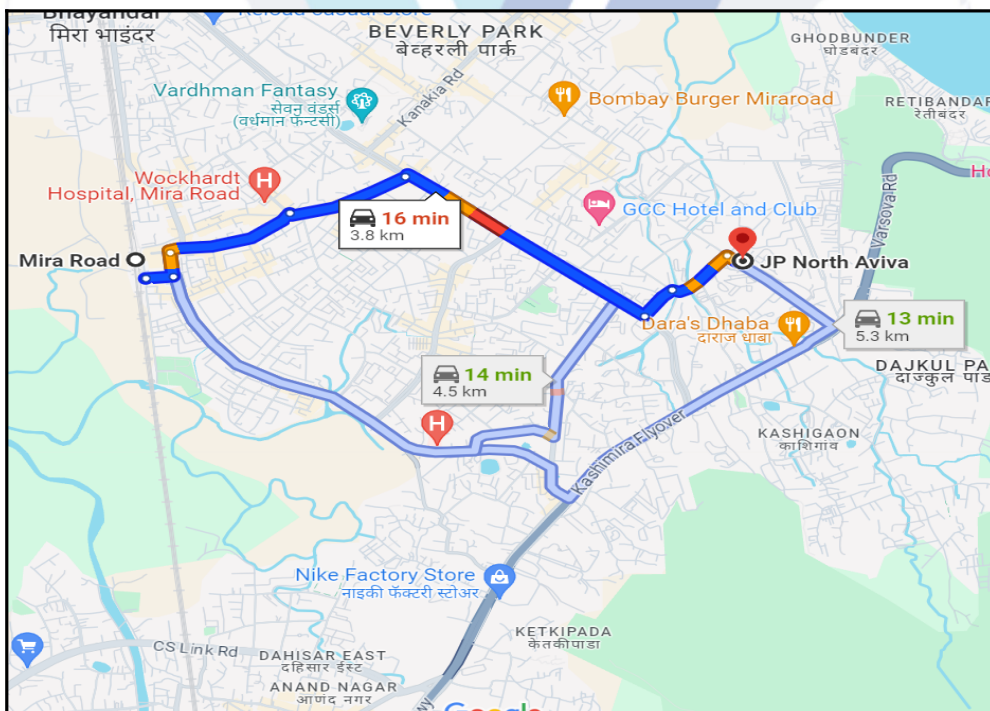 मिरा भाइंदर
BEVERLY PARK
बेव्हरली पार्क
GHODBUNDER
घोडबंदर
Vardhman Fantasy
सेवन वंडर्स
(वर्धमान फॅन्टसी)
Kanakia Rd
Bombay Burger Miraroad
RETIBANDAR
रेतीबंदर
Wockhardt
Hospital, Mira Road
H
16 min
3.8 km
GCC Hotel and Club
Varsova Rd
Mira Road
JP North Aviva
Dara's Dhaba
दाराज धाबा
13 min
5.3 km
14 min
4.5 km
DAJKUL PA
दाज्कुल पाड
H
Kashimira Flyover
KASHIGAON
काशिगांव
Nike Factory Store
नाइकी फॅक्टरी स्टोअर
KETKIPADA
केतकीपाडा
CS Link Rd
DAHISAR EAST
दहिसर ईस्ट
ANAND NAGAR
आणंद नगर